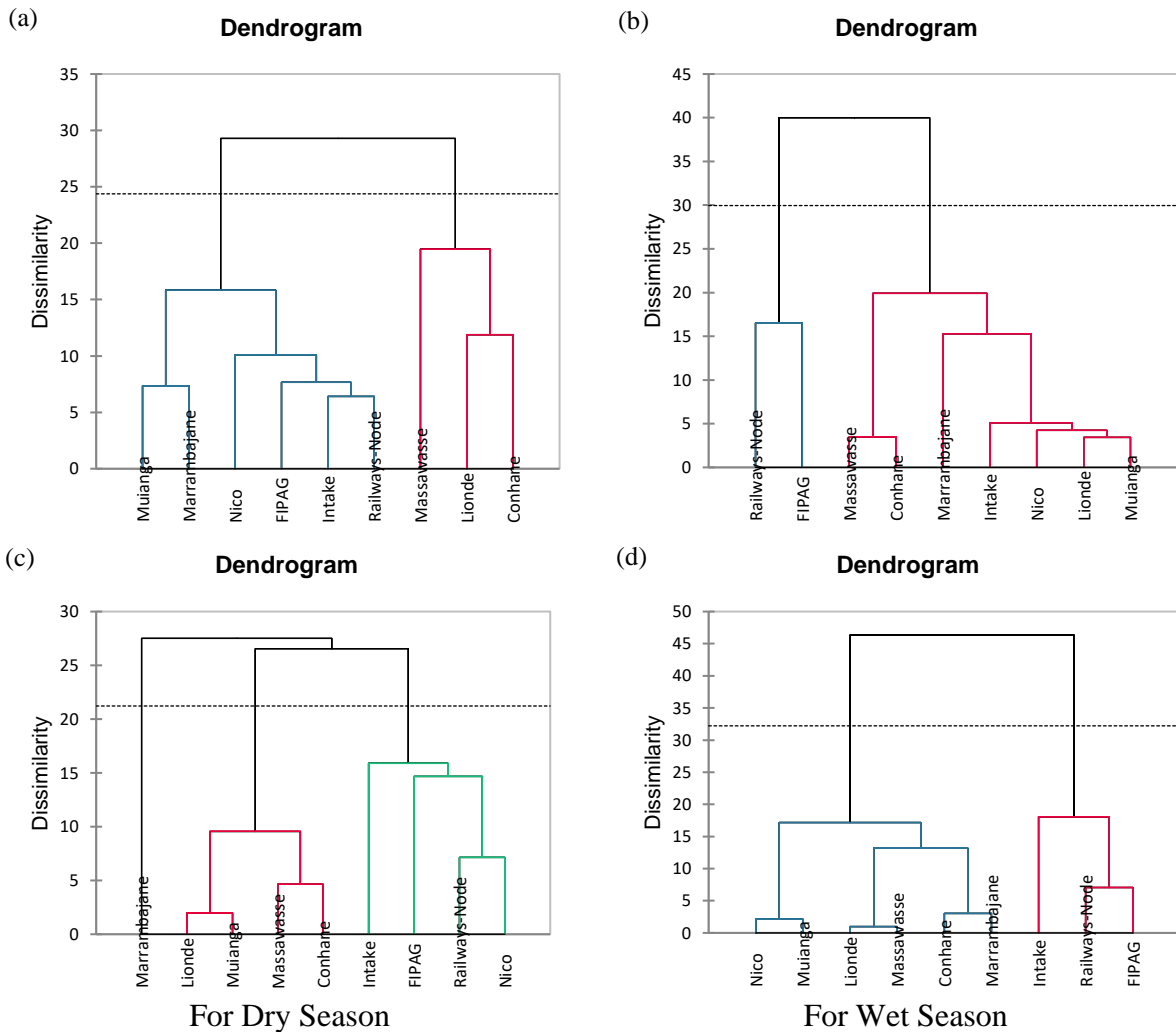 (a)
Dendrogram
35
30
25
20
15
10
5
0
Dissimilarity
Muianga
Marrambajane
Nico
FIPAG
Intake
Railways-Node
Massawasse
Lionde
Conhane
(b)
Dendrogram
45
40
35
30
25
20
15
10
5
0
Dissimilarity
Railways-Node
FIPAG
Massawasse
Conhane
Marrambajane
Intake
Nico
Lionde
Muianga
(c)
Dendrogram
30
25
20
15
10
5
0
Dissimilarity
Marrambajane
Lionde
Muianga
Massawasse
Conhane
Intake
FIPAG
Railways-Node
Nico
For Dry Season
(d)
Dendrogram
50
45
40
35
30
25
20
15
10
5
0
Dissimilarity
Nico
Muianga
Lionde
Massawasse
Conhane
Marrambajane
Intake
Railways-Node
FIPAG
For Wet Season